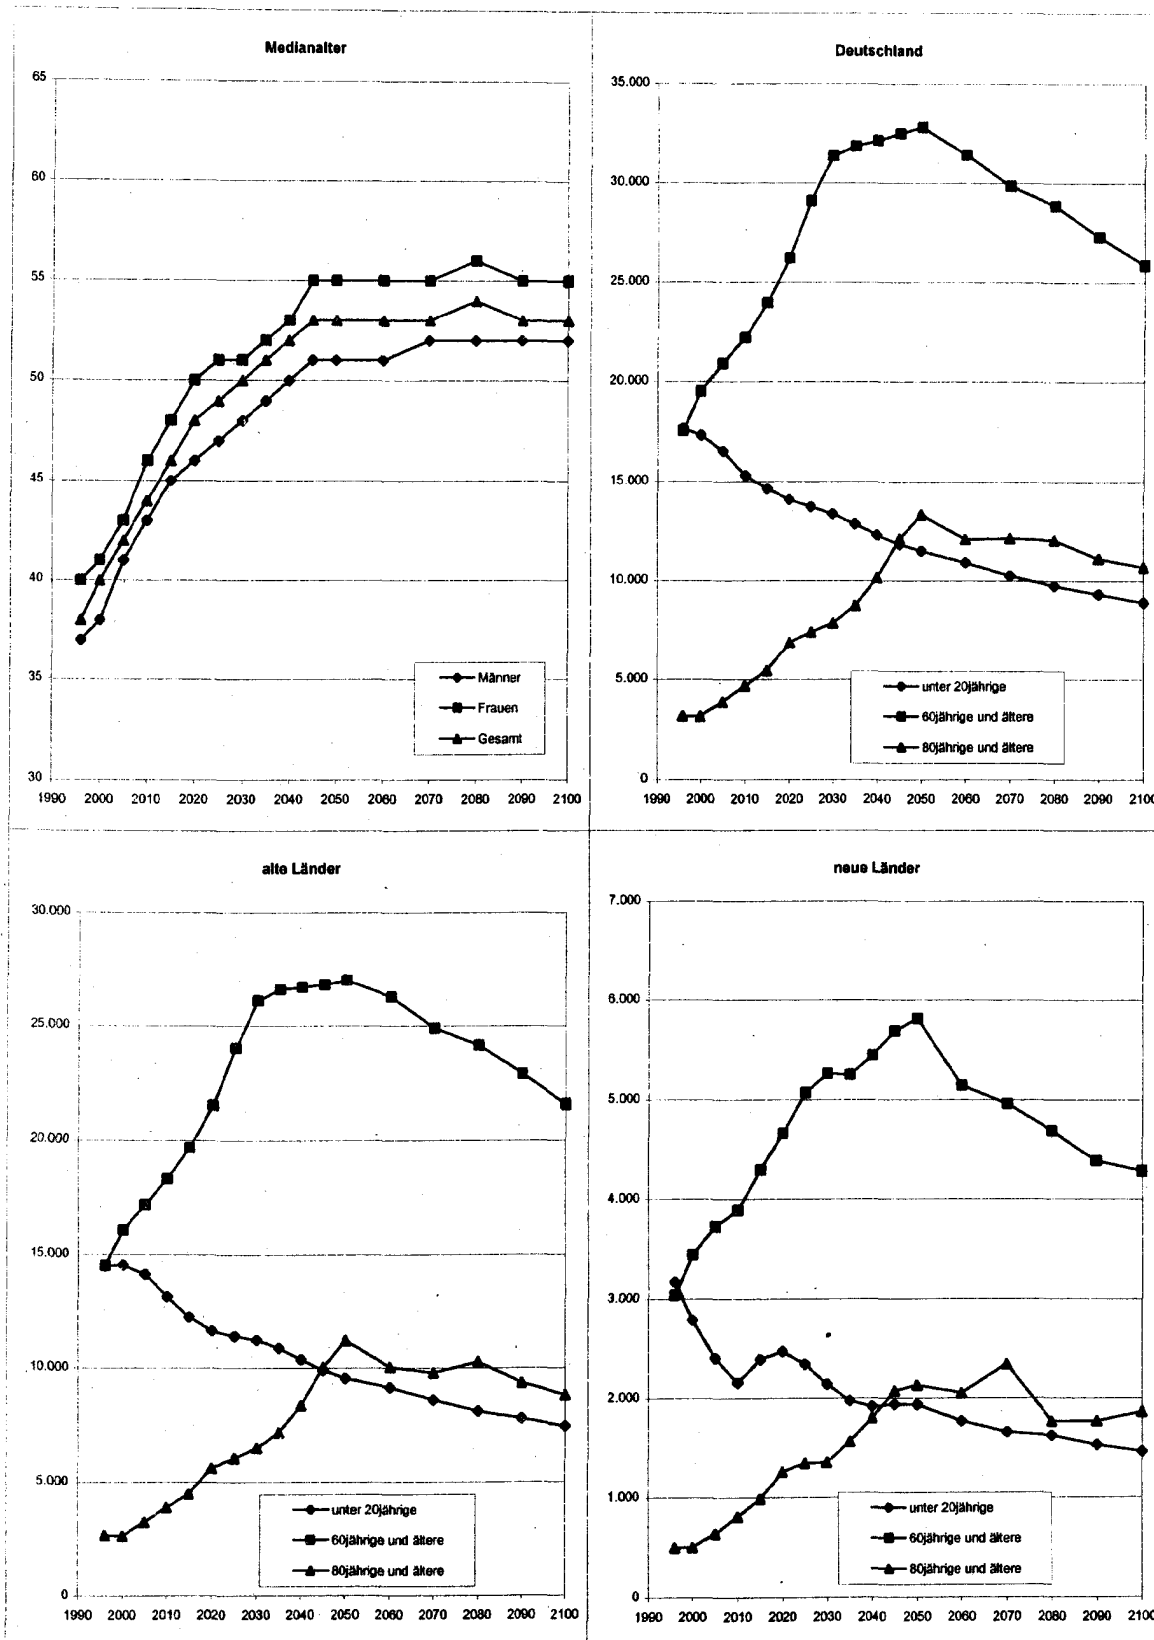 Medianalter
65
60
55
50
45
40
35
30
1990 2000 2010 2020 2030 2040 2050 2060 2070 2080 2090 2100
Männer
Frauen
Gesamt
Deutschland
35.000
30.000
25.000
20.000
15.000
10.000
5.000
0
1990 2000 2010 2020 2030 2040 2050 2060 2070 2080 2090 2100
unter 20jährige
60jährige und ältere
80jährige und ältere
alte Länder
30.000
25.000
20.000
15.000
10.000
5.000
0
1990 2000 2010 2020 2030 2040 2050 2060 2070 2080 2090 2100
unter 20jährige
60jährige und ältere
80jährige und ältere
neue Länder
7.000
6.000
5.000
4.000
3.000
2.000
1.000
0
1990 2000 2010 2020 2030 2040 2050 2060 2070 2080 2090 2100
unter 20jährige
60jährige und ältere
80jährige und ältere